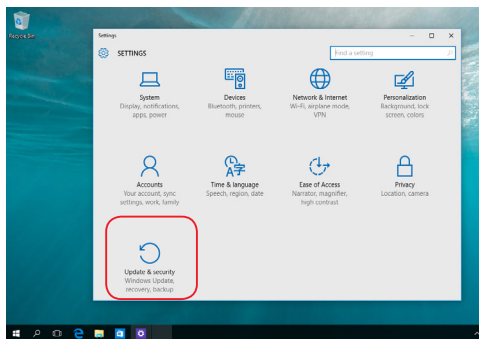 Recycle Bin
Settings
SETTINGS
Find a setting
System
Display, notifications,
apps, power
Devices
Bluetooth, printers,
mouse
Network & Internet
Wi-Fi, airplane mode,
VPN
Personalization
Background, lock
screen, colors
Accounts
Your account, sync
settings, work, family
Time & language
Speech, region, date
Ease of Access
Narrator, magnifier,
high contrast
Privacy
Location, camera
Update & security
Windows Update,
recovery, backup